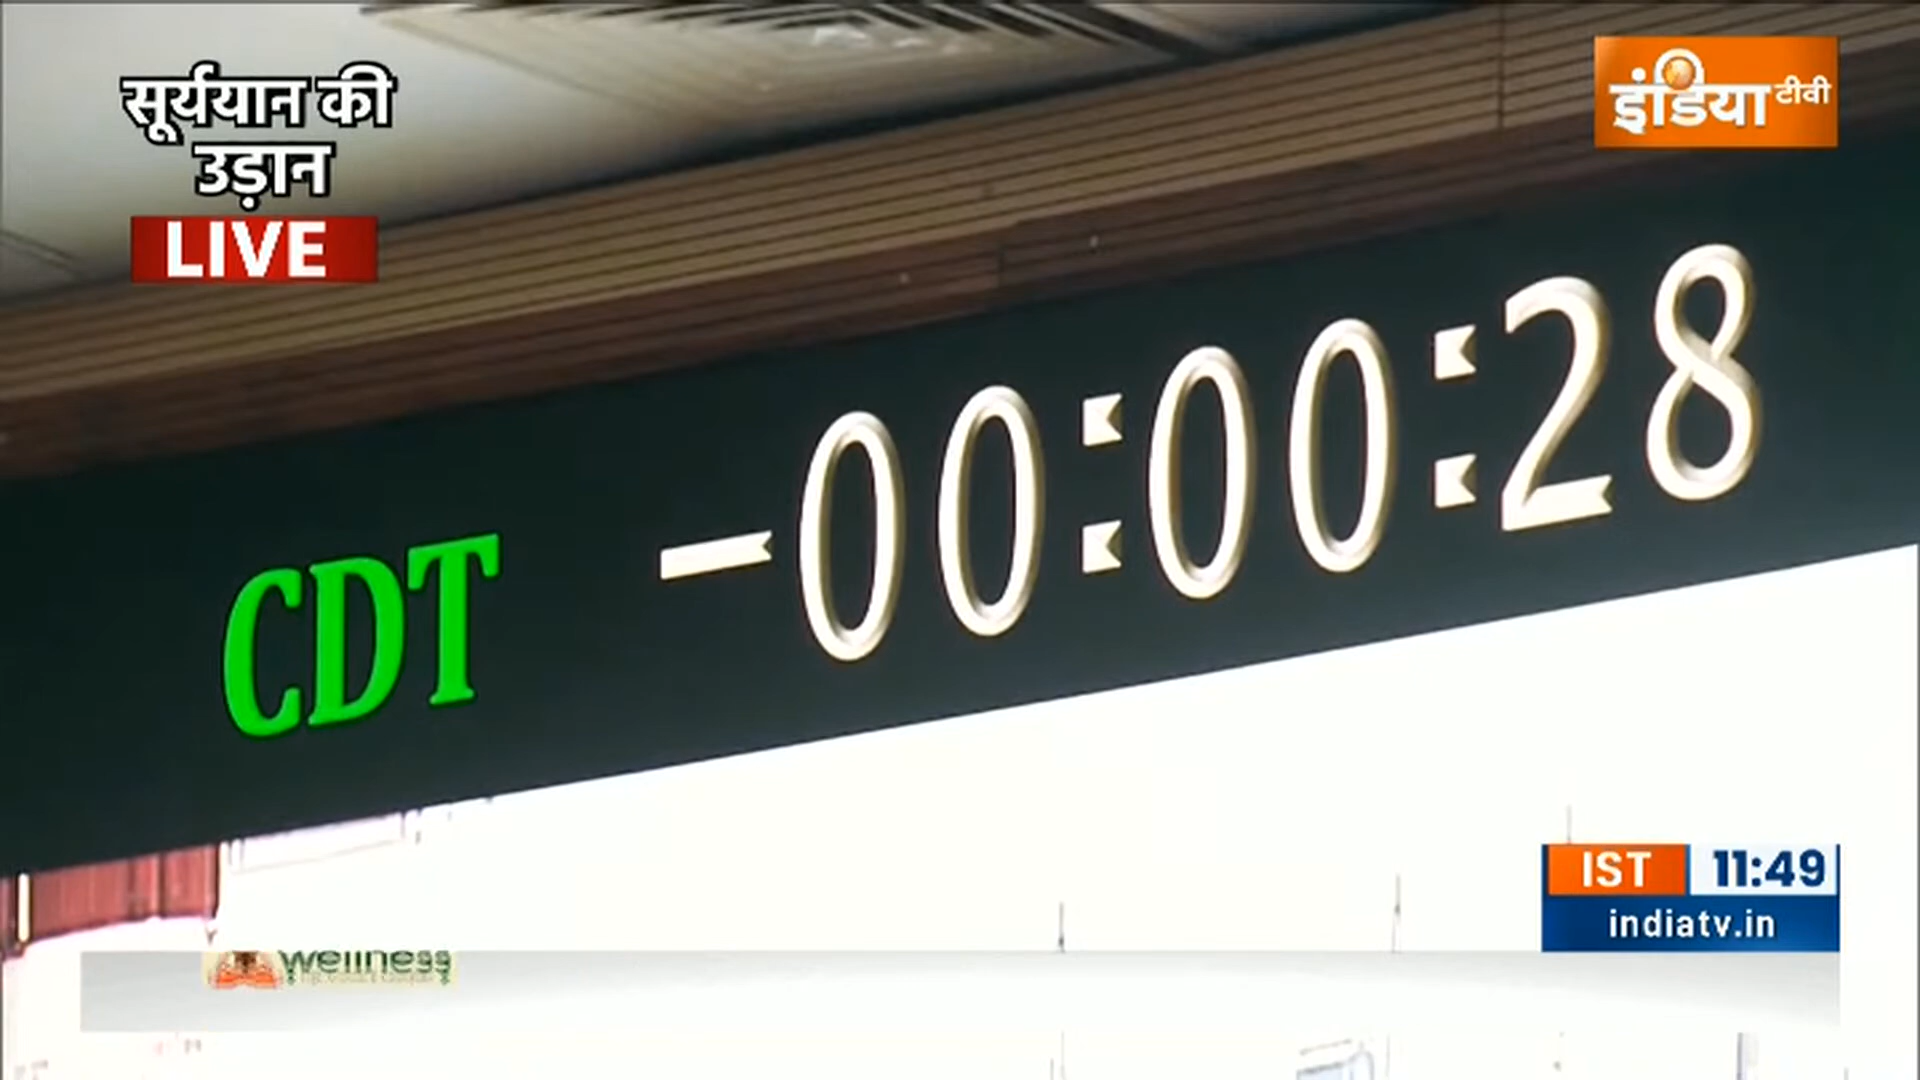 सूर्ययान की
उड़ान
LIVE
इंडिया टीवी
CDT -00:00:28
IST 11:49
indiatv.in
wellness